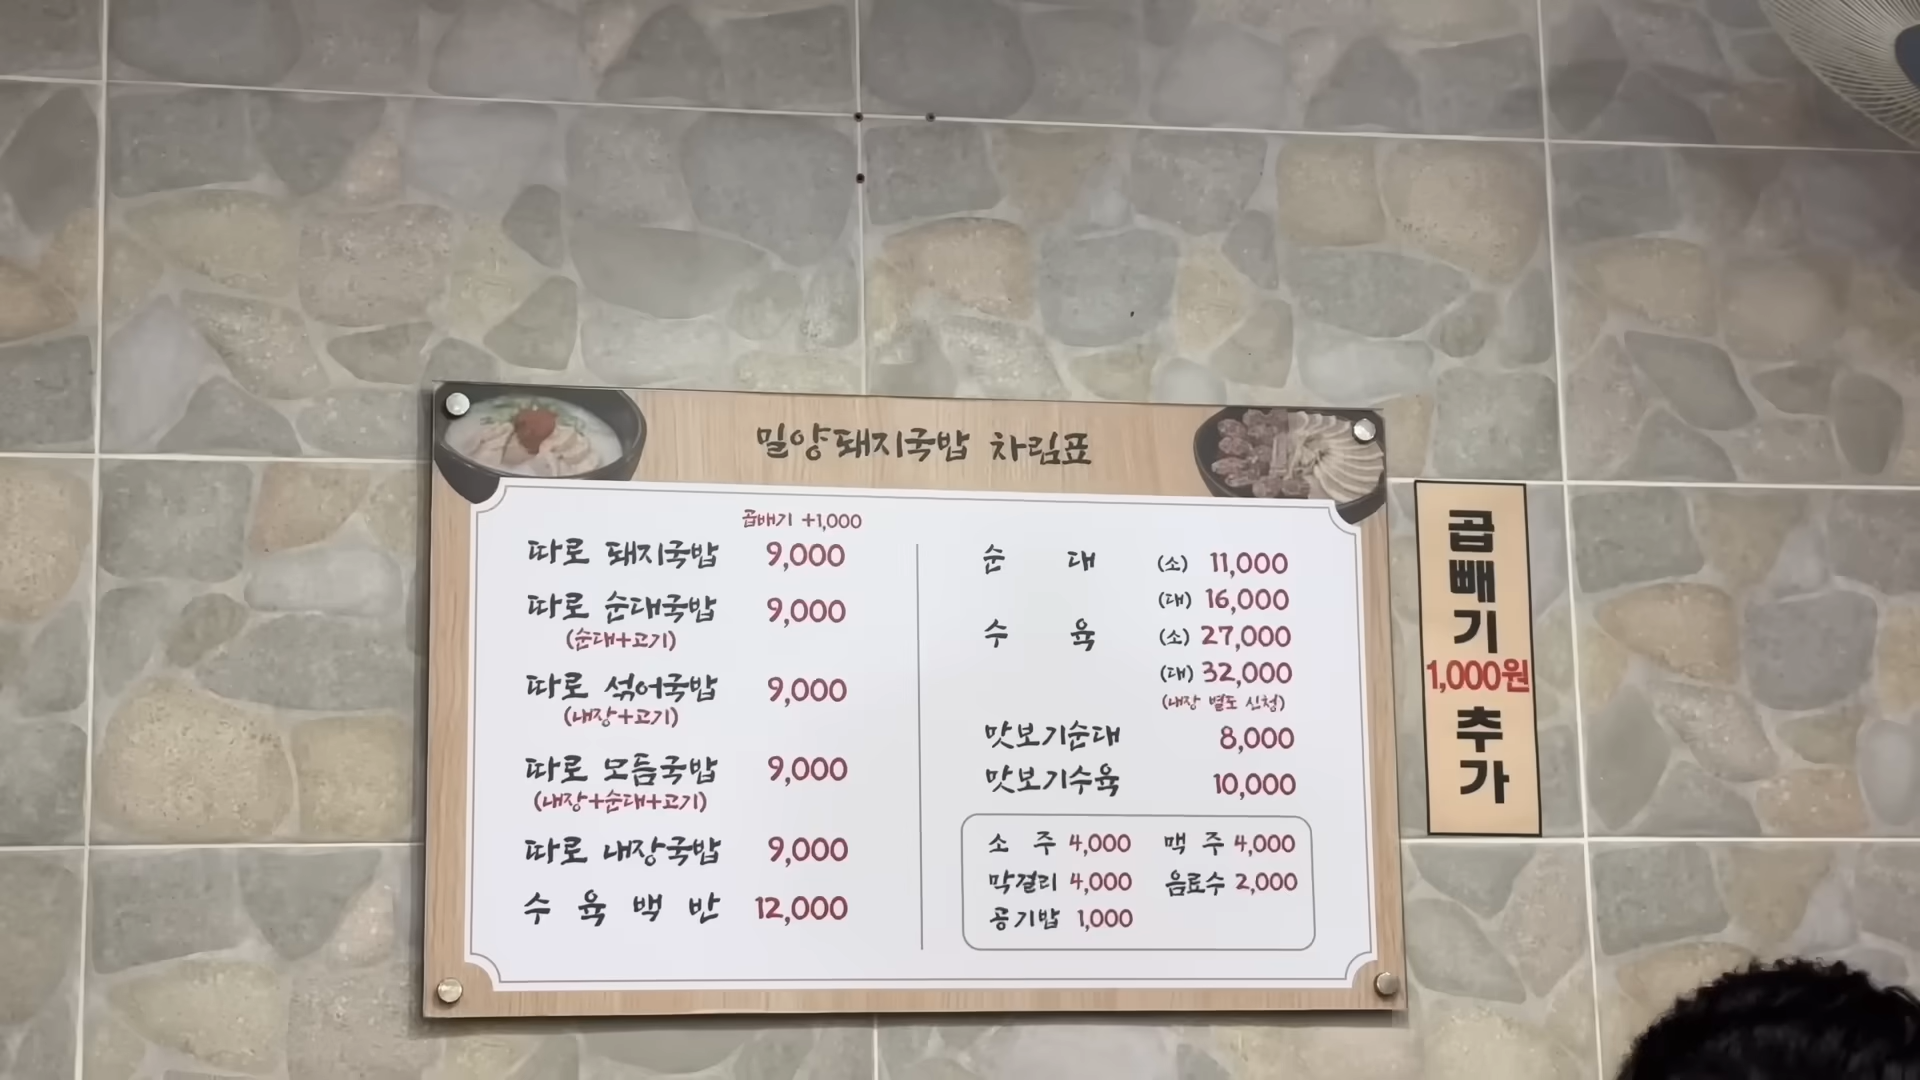 밀양돼지국밥 차림표
곱배기 +1,000
따로 돼지국밥 9,000
따로 순대국밥 9,000
(순대+고기)
따로 섞어국밥 9,000
(내장+고기)
따로 모듬국밥 9,000
(내장+순대+고기)
따로 내장국밥 9,000
수 육 백 반 12,000
순 대 (소) 11,000
(대) 16,000
수 육 (소) 27,000
(대) 32,000
(내장 별도 신청)
맛보기순대 8,000
맛보기수육 10,000
소 주 4,000 맥 주 4,000
막걸리 4,000 음료수 2,000
공기밥 1,000
곱
빼
기
1,000원
추
가